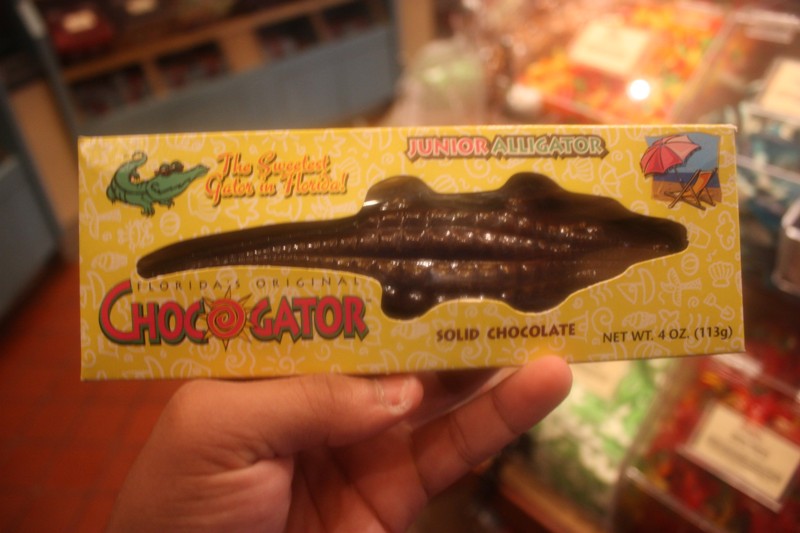 The Sweetest
Gator in Florida!
JUNIOR ALLIGATOR
FLORIDA'S ORIGINAL
CHOCOGATOR
SOLID CHOCOLATE
NET WT. 4 OZ. (113g)